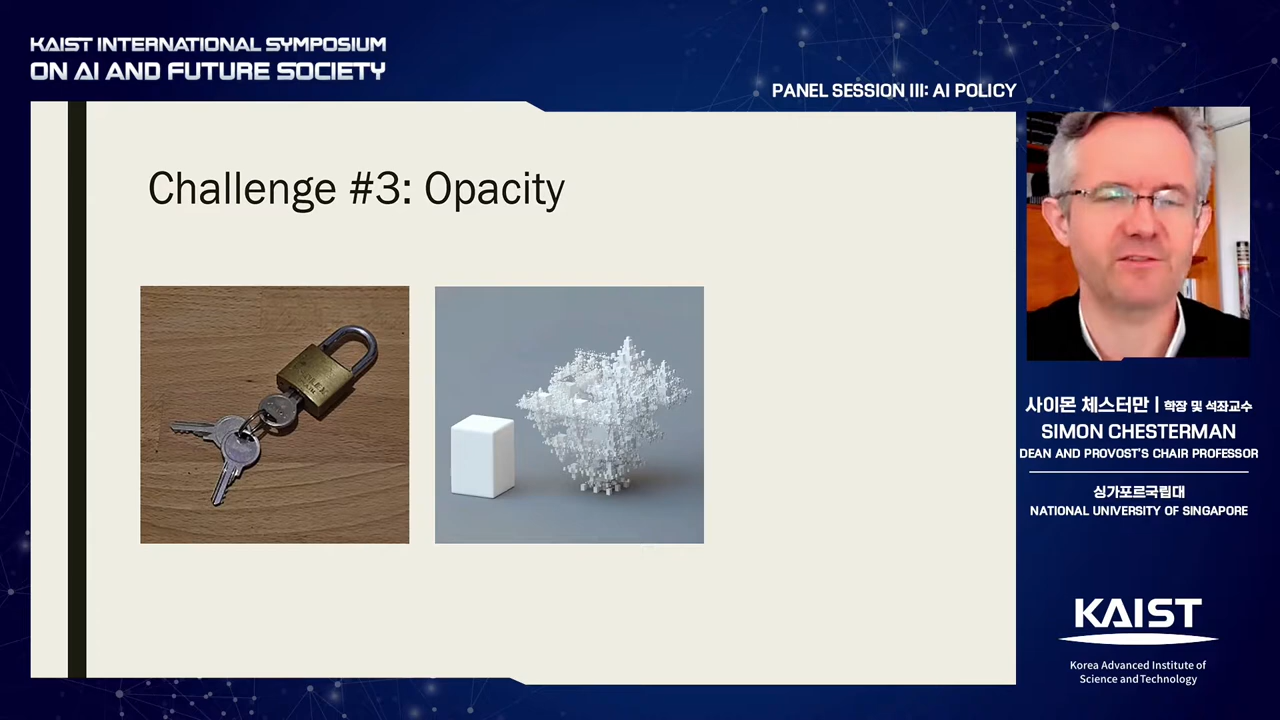 KAIST INTERNATIONAL SYMPOSIUM
ON AI AND FUTURE SOCIETY
PANEL SESSION III: AI POLICY
Challenge #3: Opacity
사이몬 체스터만 | 학장 및 석좌교수
SIMON CHESTERMAN
DEAN AND PROVOST'S CHAIR PROFESSOR
싱가포르국립대
NATIONAL UNIVERSITY OF SINGAPORE
KAIST
Korea Advanced Institute of
Science and Technology